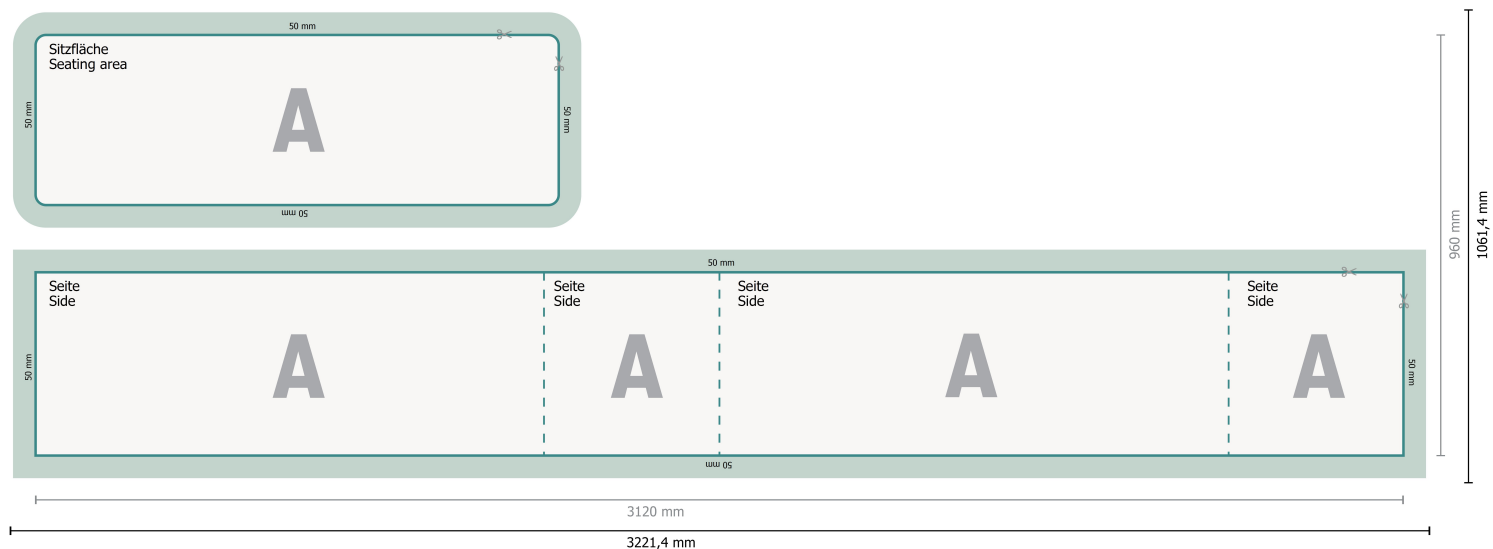 50 mm
Sitzfläche
Seating area
A
50 mm
50 mm
50 mm
50 mm
Seite
Side
Seite
Side
Seite
Side
Seite
Side
A
A
A
A
50 mm
50 mm
50 mm
960 mm
1061,4 mm
3120 mm
3221,4 mm